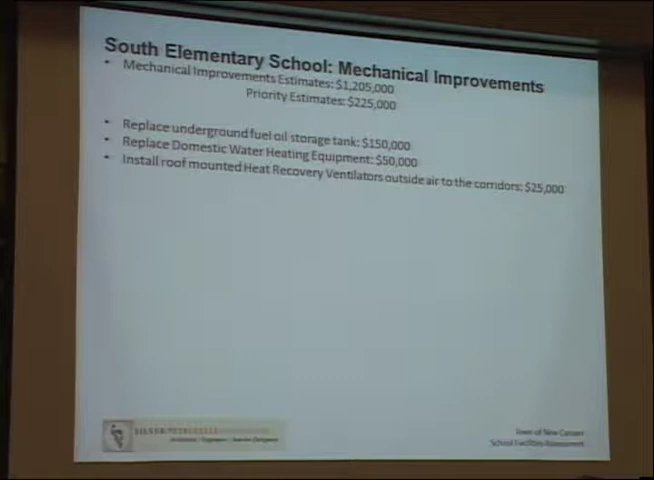 South Elementary School: Mechanical Improvements
• Mechanical Improvements Estimates: $1,205,000
Priority Estimates: $225,000
• Replace underground fuel oil storage tank: $150,000
• Replace Domestic Water Heating Equipment: $50,000
• Install roof mounted Heat Recovery Ventilators outside air to the corridors: $25,000
Town of New Canaan
School Facilities Assessment